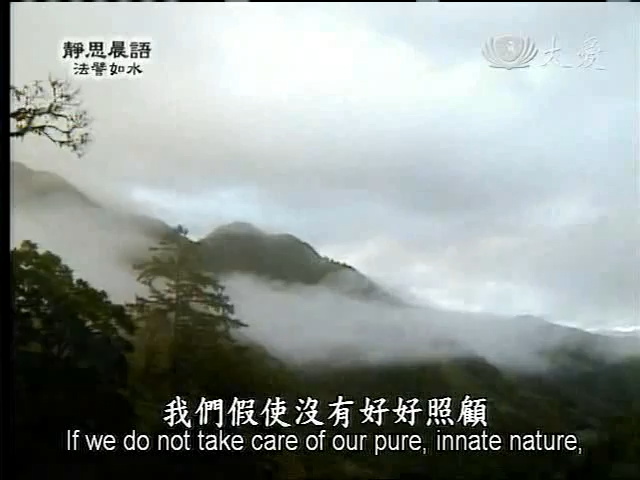 靜思晨語
法譬如水
大愛
我們假使沒有好好照顧
If we do not take care of our pure, innate nature,